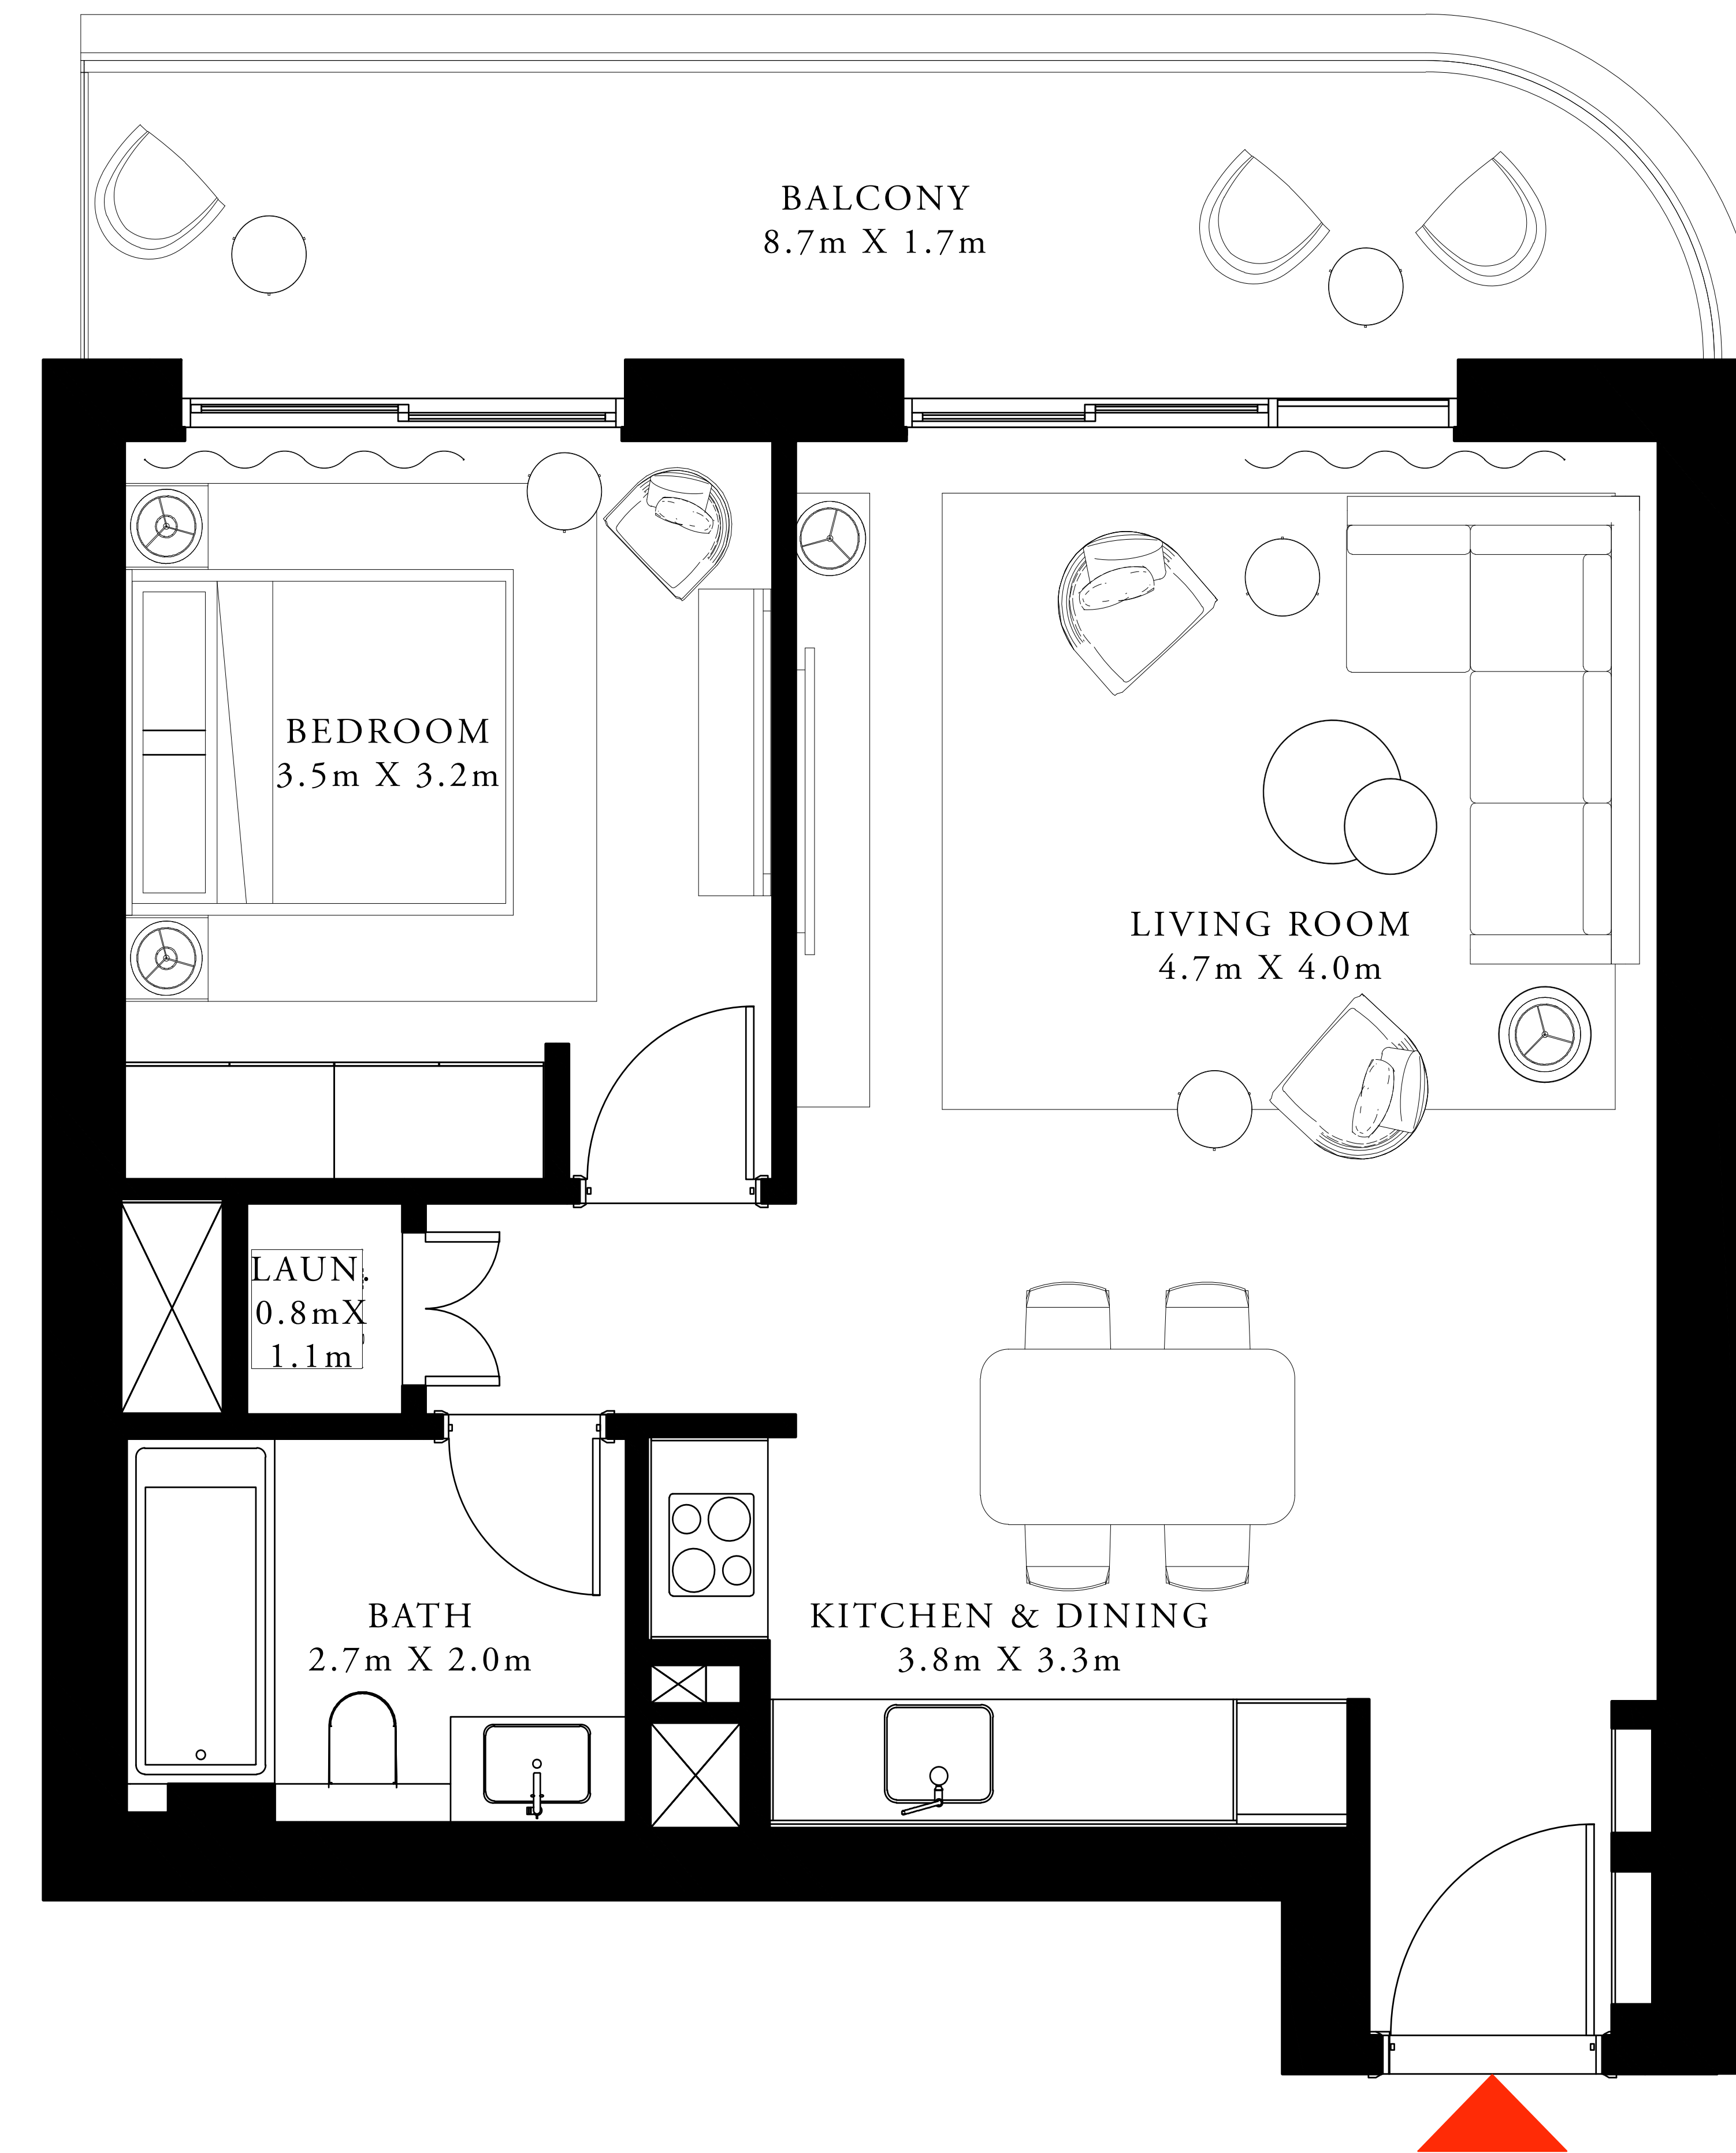 BALCONY
8.7m X 1.7m
BEDROOM
3.5m X 3.2m
LIVING ROOM
4.7m X 4.0m
LAUN.
0.8mX
1.1m
BATH
2.7m X 2.0m
KITCHEN & DINING
3.8m X 3.3m